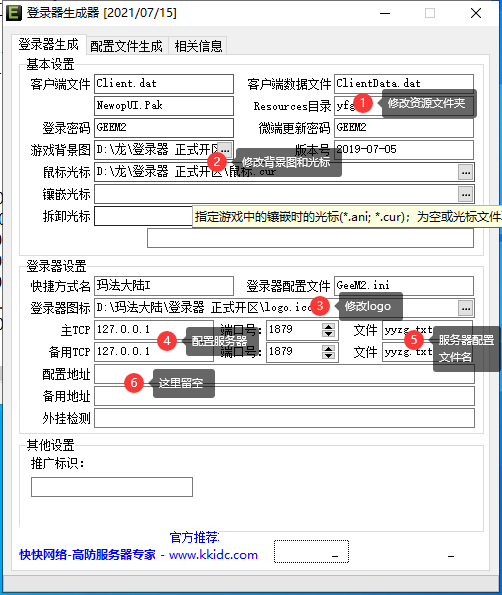 登录器生成器 [2021/07/15]
登录器生成 配置文件生成 相关信息
基本设置
客户端文件 Client.dat 客户端数据文件 ClientData.dat
NewopUI.Pak Resources目录 yfg 1 修改资源文件夹
登录密码 GEEM2 微端更新密码 GEEM2
游戏背景图 D:\龙\登录器 正式开区 ... 版本号 2019-07-05
2 修改背景图和光标
鼠标光标 D:\龙\登录器 正式开区\鼠标.cur ...
镶嵌光标 ...
拆卸光标 指定游戏中的镶嵌时的光标(*.ani; *.cur); 为空或光标文件
登录器设置
快捷方式名 玛法大陆I 登录器配置文件 GeeM2.ini
登录器图标 D:\玛法大陆\登录器 正式开区\logo.ico 3 修改logo ...
主TCP 127.0.0.1 端口号: 1879 文件 yyzg.txt
4 配置服务器 5 服务器配置文件名
备用TCP 127.0.0.1 端口号: 1879 文件 yyzg.txt
配置地址
6 这里留空
备用地址
外挂检测
其他设置
推广标识:
官方推荐:
快快网络-高防服务器专家 - www.kkidc.com